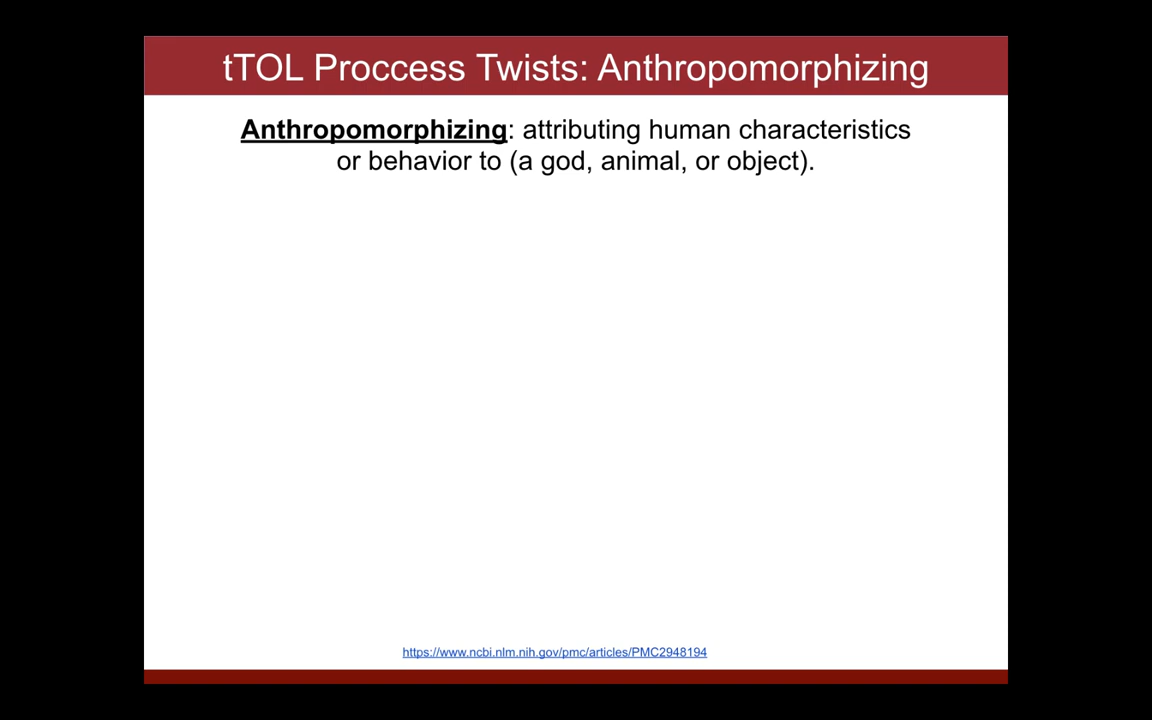 tTOL Proccess Twists: Anthropomorphizing
Anthropomorphizing: attributing human characteristics
or behavior to (a god, animal, or object).
https://www.ncbi.nlm.nih.gov/pmc/articles/PMC2948194